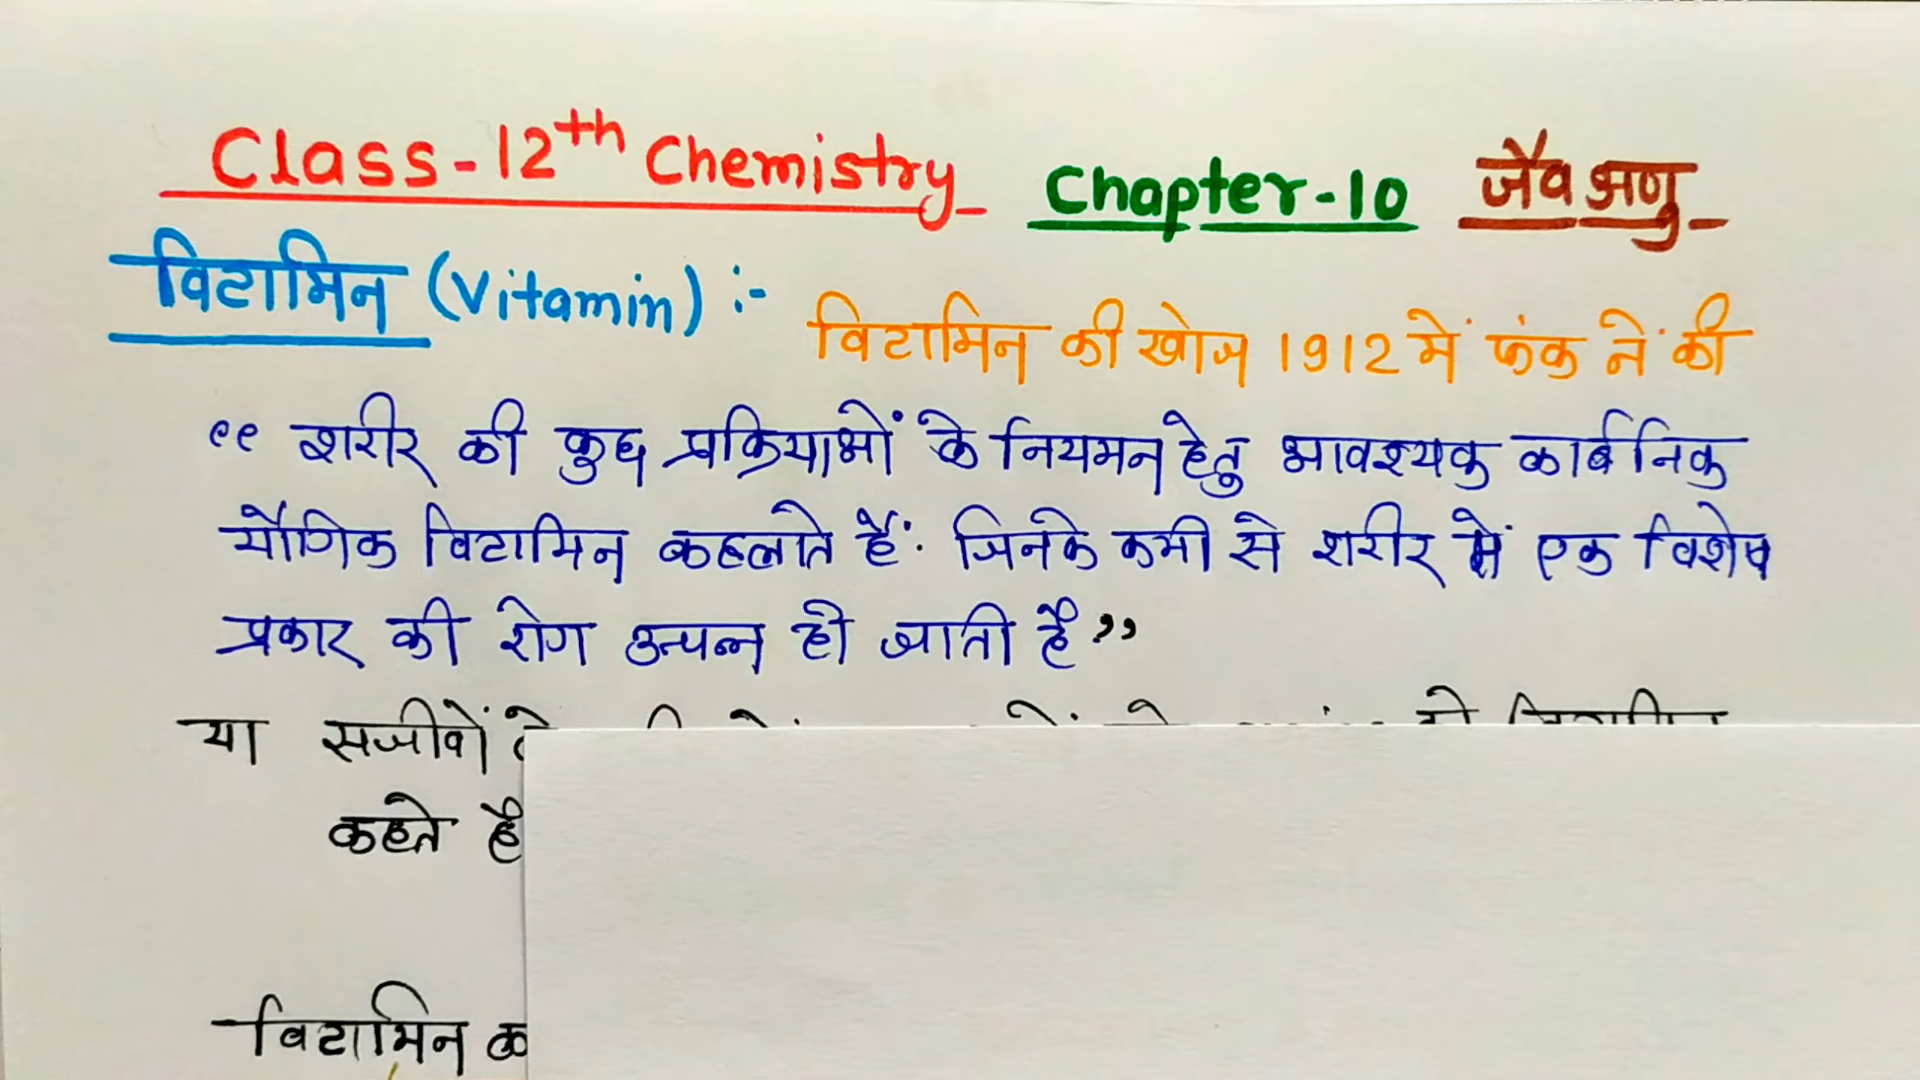 Class-12th Chemistry Chapter-10 जैव अणु
विटामिन (Vitamin) :-
विटामिन की खोज 1912 में फंक ने की
“ शरीर की कुछ प्रक्रियाओं के नियमन हेतु आवश्यक कार्बनिक
यौगिक विटामिन कहलाते हैं. जिनके कमी से शरीर में एक विशेष
प्रकार की रोग उत्पन्न हो जाती है”
या सजीवों
कहते है
विटामिन क